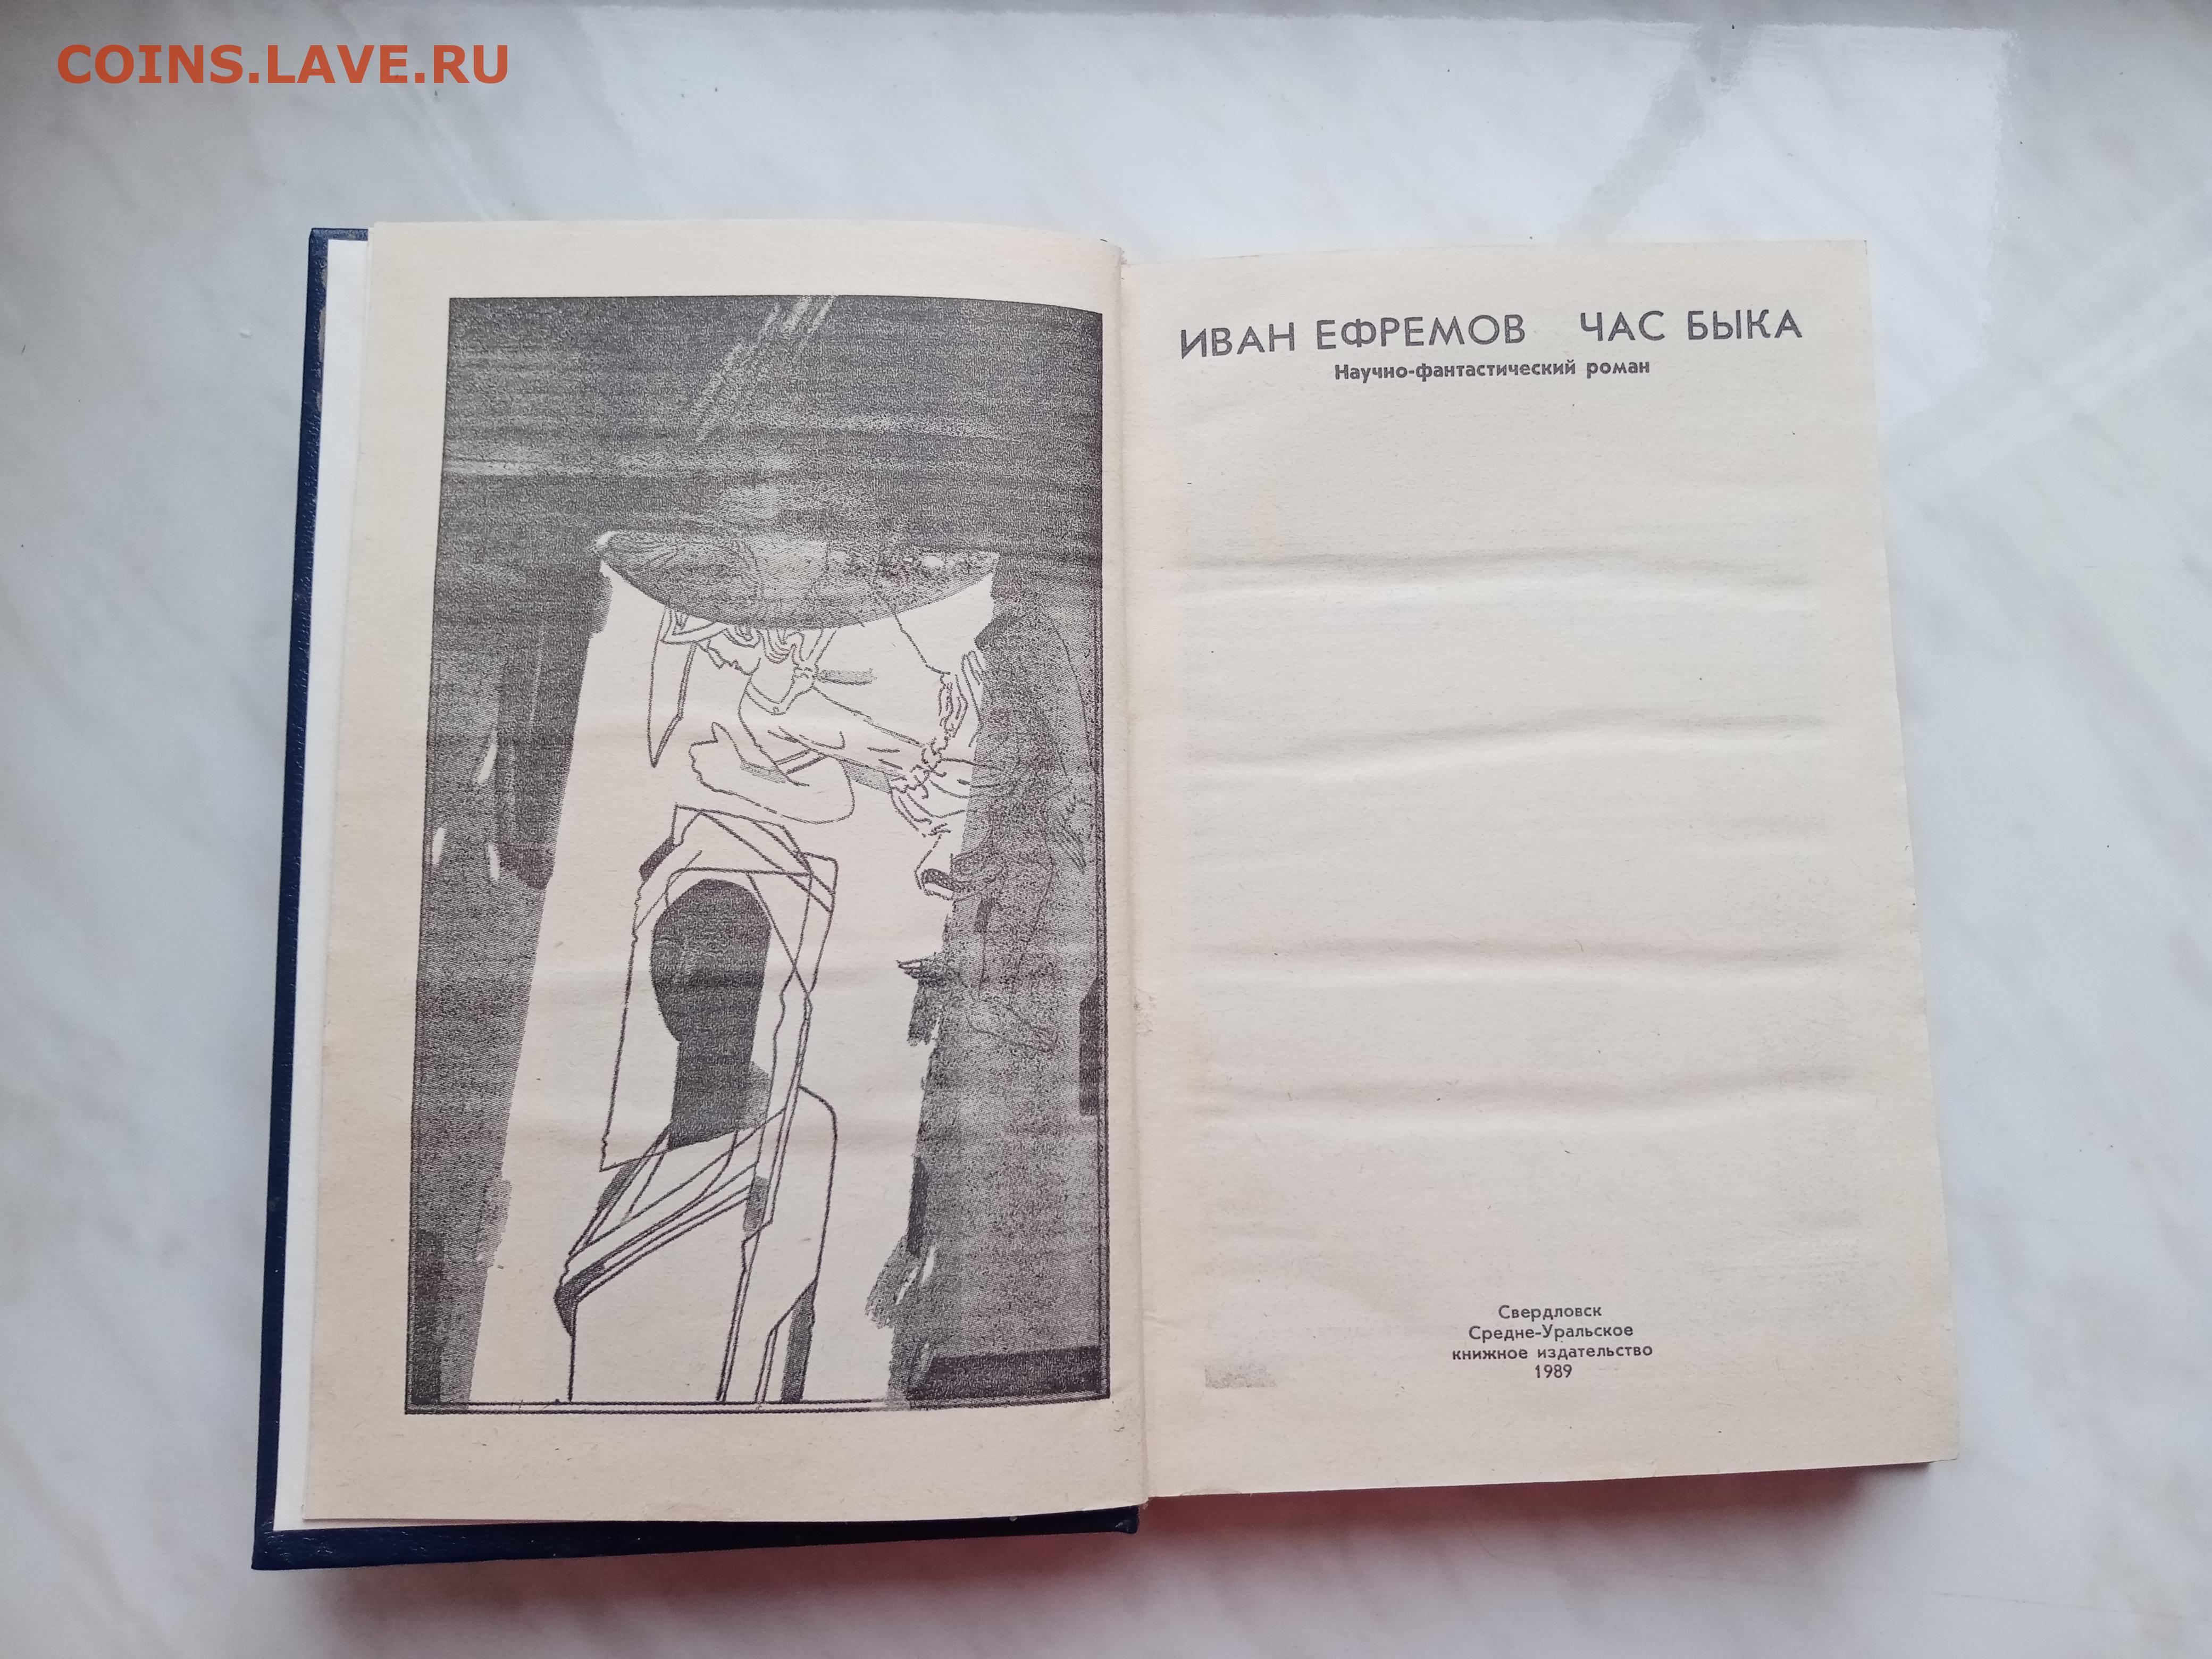 COINS.LAVE.RU
ИВАН ЕФРЕМОВ ЧАС БЫКА
Научно-фантастический роман
Свердловск
Средне-Уральское
книжное издательство
1989